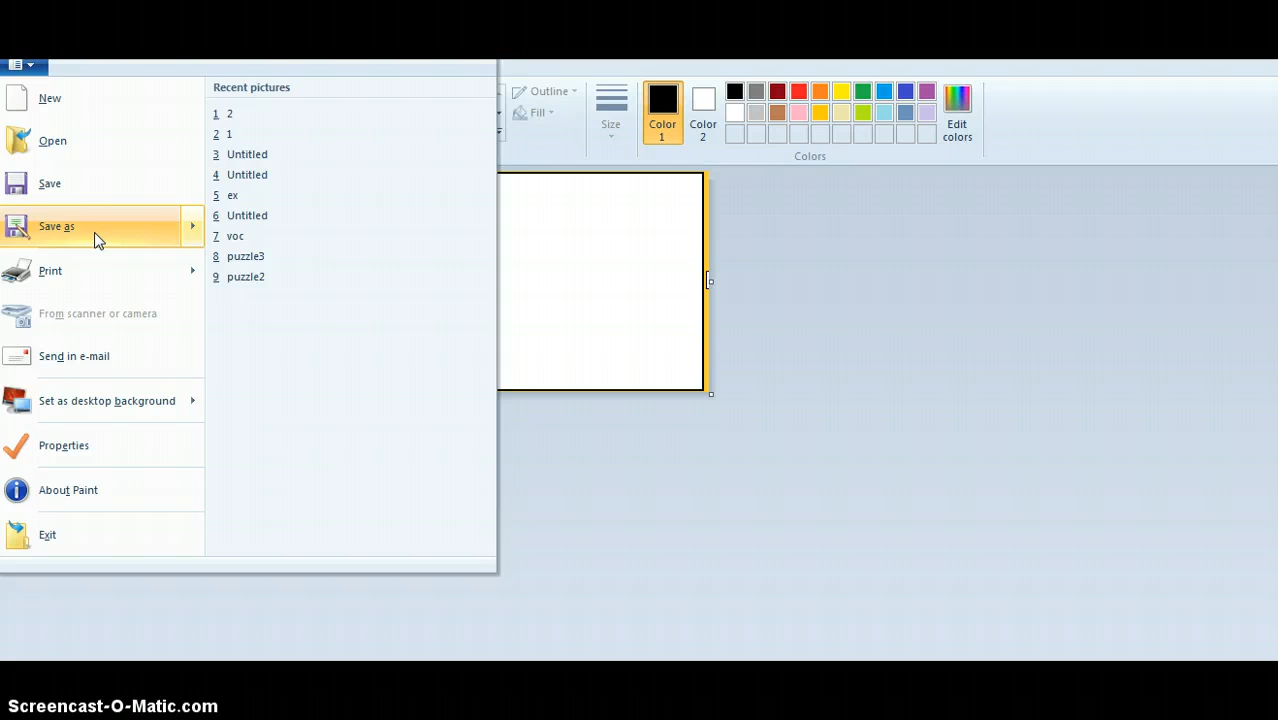 New
Open
Save
Save as
Print
From scanner or camera
Send in e-mail
Set as desktop background
Properties
About Paint
Exit
Recent pictures
1 2
2 1
3 Untitled
4 Untitled
5 ex
6 Untitled
7 voc
8 puzzle3
9 puzzle2
Outline
Fill
Size
Color 1
Color 2
Edit colors
Colors
Screencast-O-Matic.com